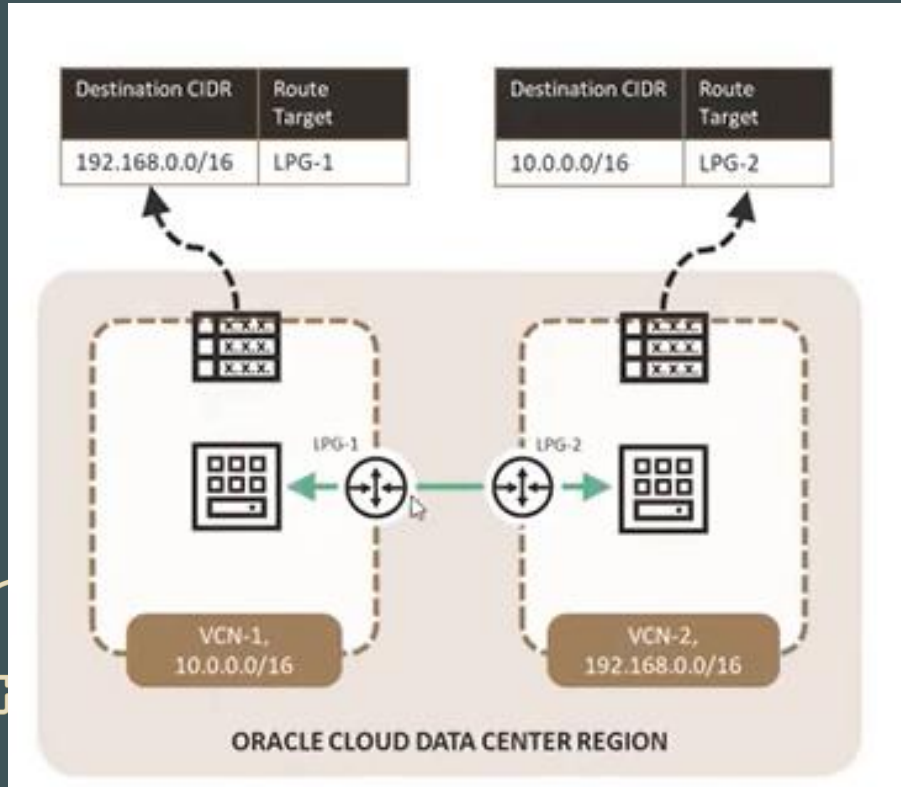 Destination CIDR Route
Target
192.168.0.0/16 LPG-1
Destination CIDR Route
Target
10.0.0.0/16 LPG-2
X.X.X.
X.X.X.
X.X.X.
X.X.X.
X.X.X.
X.X.X.
LPG-1
LPG-2
VCN-1,
10.0.0.0/16
VCN-2,
192.168.0.0/16
ORACLE CLOUD DATA CENTER REGION